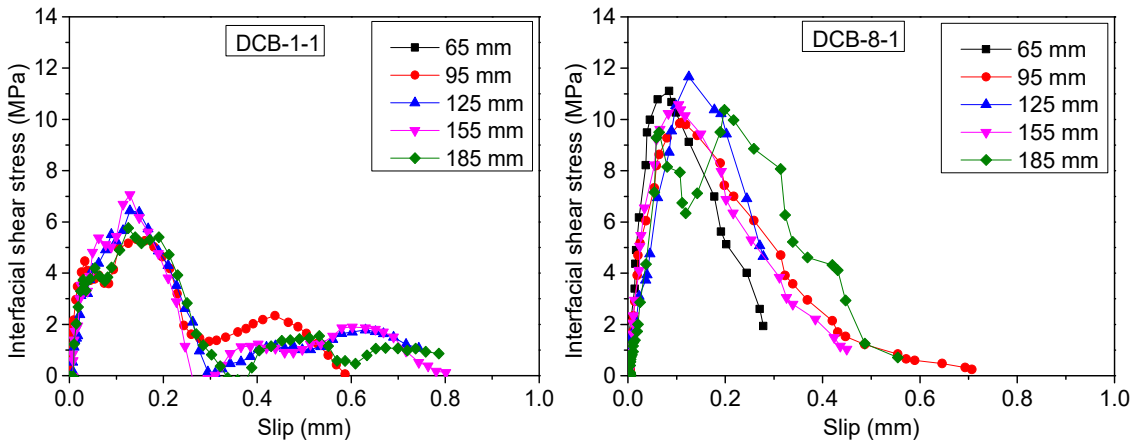 DCB-1-1
65 mm
95 mm
125 mm
155 mm
185 mm
Interfacial shear stress (MPa)
14
12
10
8
6
4
2
0
0.0 0.2 0.4 0.6 0.8 1.0
Slip (mm)
DCB-8-1
65 mm
95 mm
125 mm
155 mm
185 mm
Interfacial shear stress (MPa)
14
12
10
8
6
4
2
0
0.0 0.2 0.4 0.6 0.8 1.0
Slip (mm)